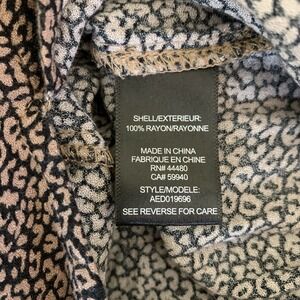 SHELL/EXTERIEUR:
100% RAYON/RAYONNE
MADE IN CHINA
FABRIQUE EN CHINE
RN# 44480
CA# 59940
STYLE/MODELE:
AED019696
SEE REVERSE FOR CARE